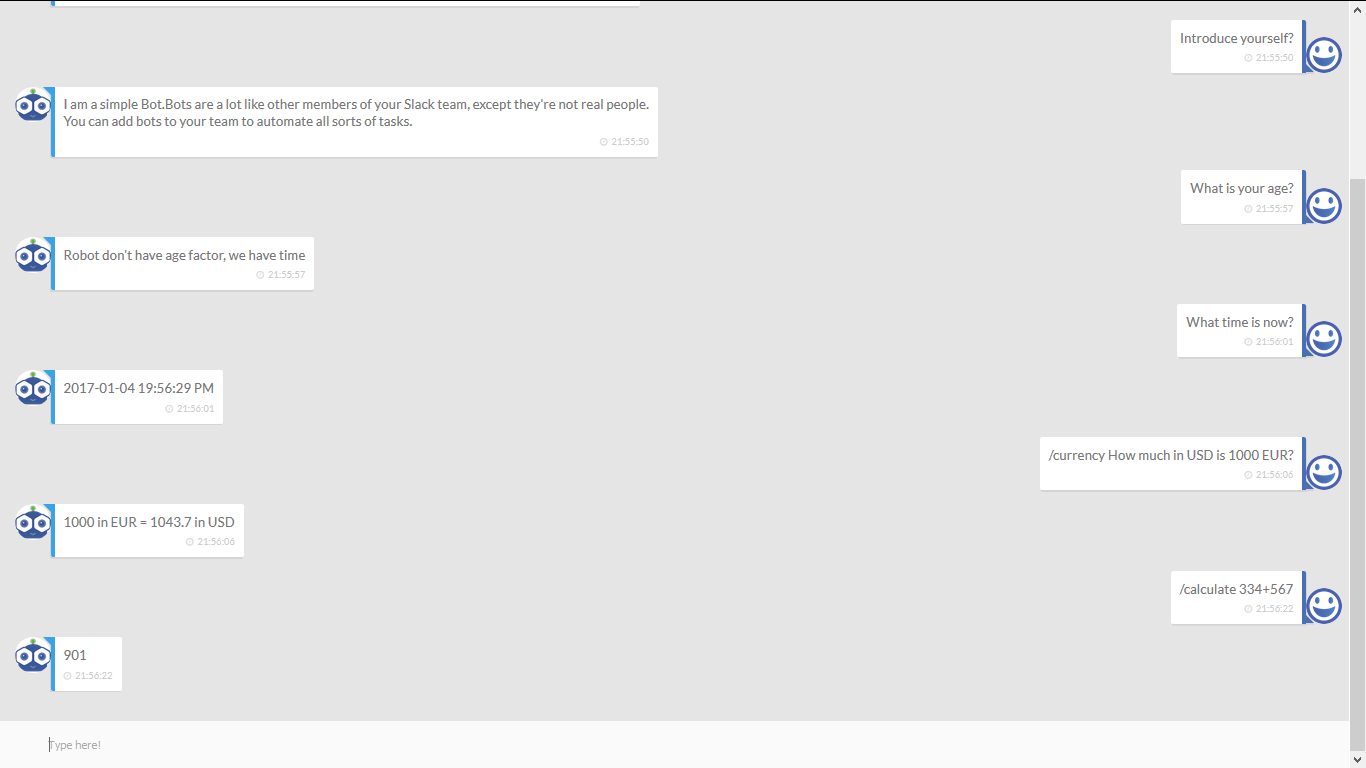 Introduce yourself?
21:55:50
I am a simple Bot.Bots are a lot like other members of your Slack team, except they're not real people.
You can add bots to your team to automate all sorts of tasks.
21:55:50
What is your age?
21:55:57
Robot don't have age factor, we have time
21:55:57
What time is now?
21:56:01
2017-01-04 19:56:29 PM
21:56:01
/currency How much in USD is 1000 EUR?
21:56:06
1000 in EUR = 1043.7 in USD
21:56:06
/calculate 334+567
21:56:22
901
21:56:22
Type here!